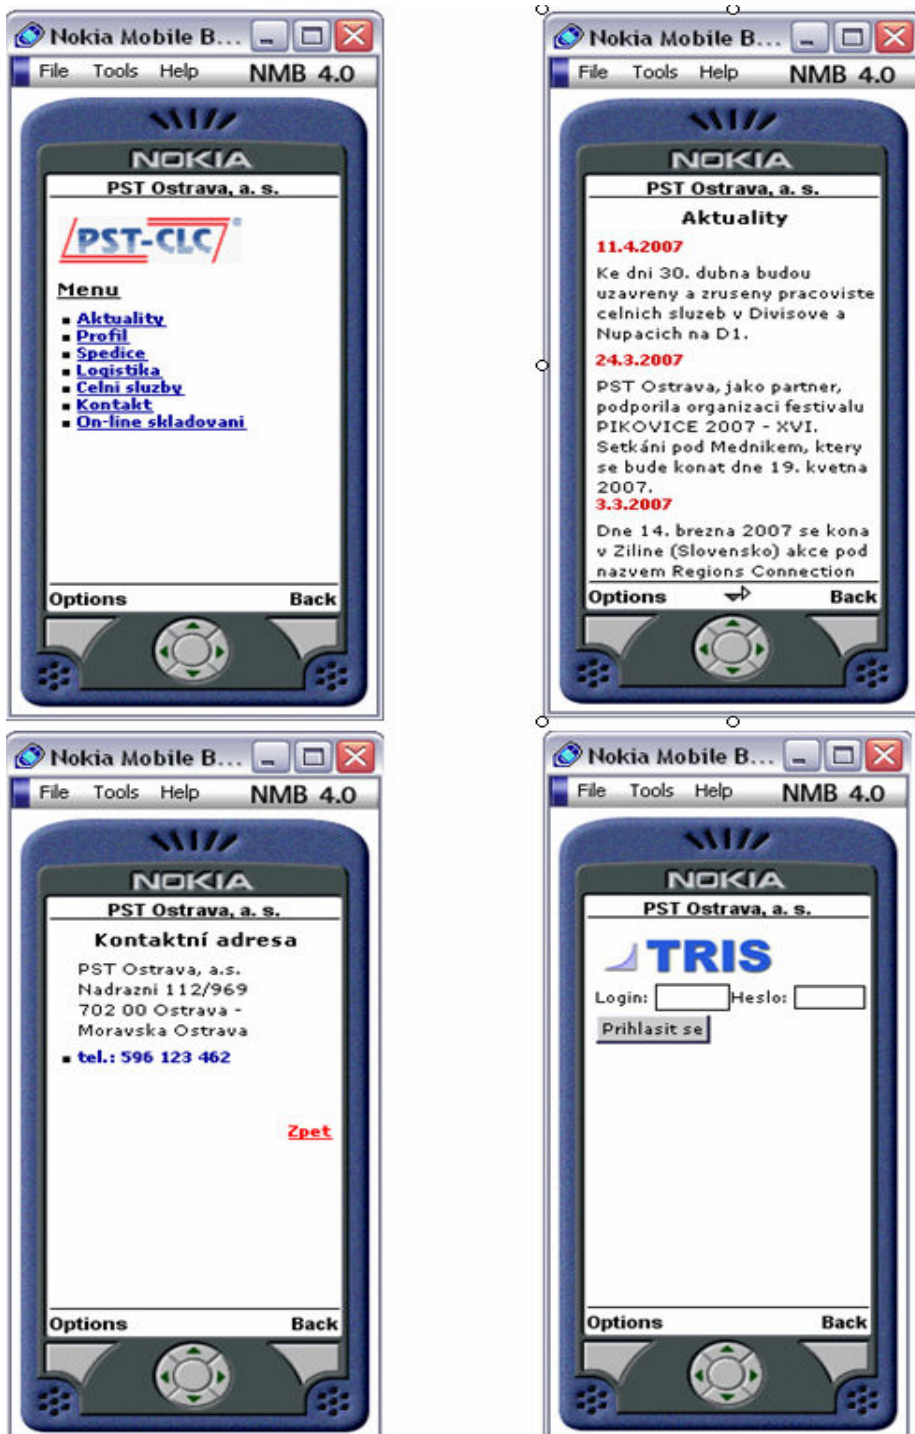 Nokia Mobile B...
File Tools Help NMB 4.0
NOKIA
PST Ostrava, a. s.
PST-CLC®
Menu
Aktuality
Profil
Spedice
Logistika
Celni sluzby
Kontakt
On-line skladovani
Options Back
Nokia Mobile B...
File Tools Help NMB 4.0
NOKIA
PST Ostrava, a. s.
Aktuality
11.4.2007
Ke dni 30. dubna budou
uzavreny a zruseny pracoviste
celnich sluzeb v Divisove a
Nupacich na D1.
24.3.2007
PST Ostrava, jako partner,
podporila organizaci festivalu
PIKOVICE 2007 - XVI.
Setkáni pod Mednikem, ktery
se bude konat dne 19. kvetna
2007.
3.3.2007
Dne 14. brezna 2007 se kona
v Ziline (Slovensko) akce pod
nazvem Regions Connection
Options Back
Nokia Mobile B...
File Tools Help NMB 4.0
NOKIA
PST Ostrava, a. s.
Kontaktní adresa
PST Ostrava, a.s.
Nadrazni 112/969
702 00 Ostrava -
Moravska Ostrava
tel.: 596 123 462
Zpet
Options Back
Nokia Mobile B...
File Tools Help NMB 4.0
NOKIA
PST Ostrava, a. s.
TRIS
Login: Heslo:
Prihlasit se
Options Back